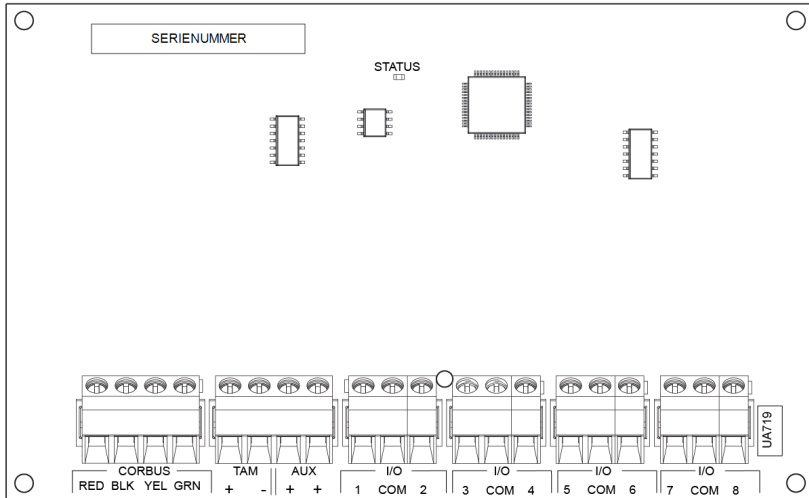 SERIENUMMER
STATUS
UA719
CORBUS TAM AUX I/O I/O I/O I/O
RED BLK YEL GRN + - + + 1 COM 2 3 COM 4 5 COM 6 7 COM 8